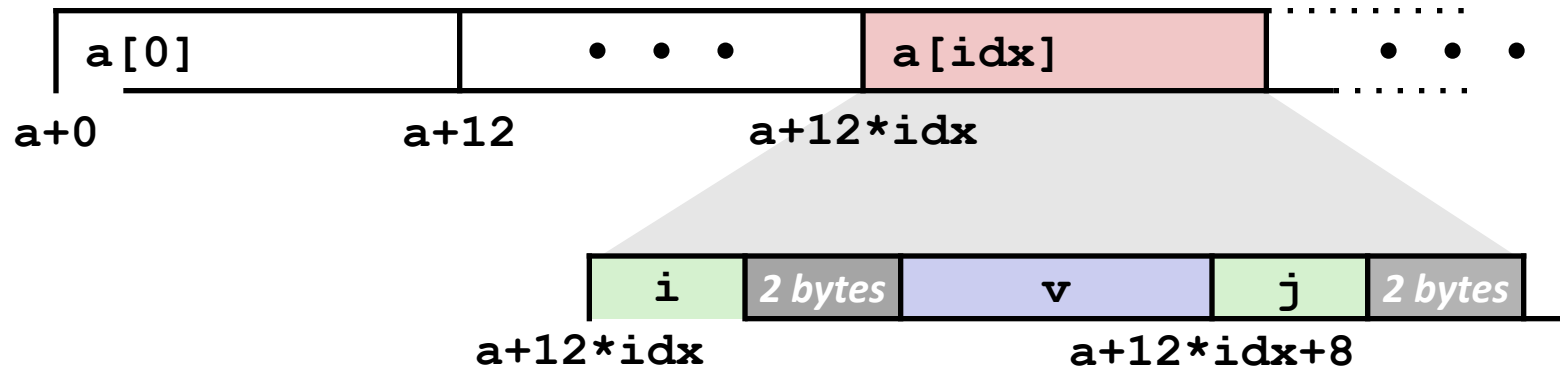 a[0] • • • a[idx] • • •
a+0 a+12 a+12*idx
i 2 bytes v j 2 bytes
a+12*idx a+12*idx+8